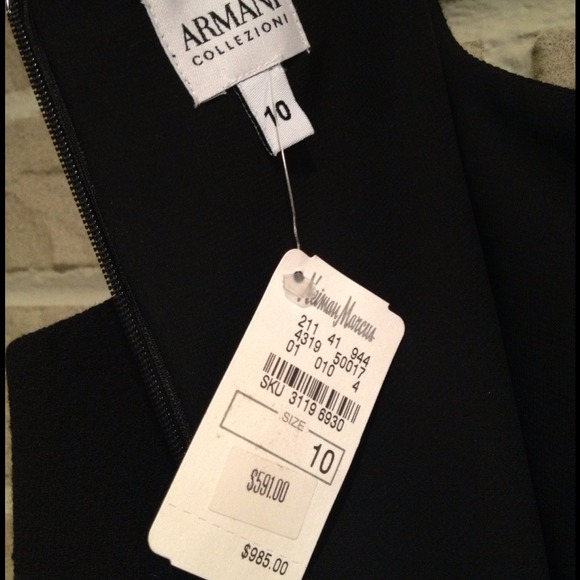 ARMANI
COLLEZIONI
10
Neiman Marcus
211 41 944
4319 50017
01 010 4
SKU 3119 6930
SIZE
10
$591.00
$985.00